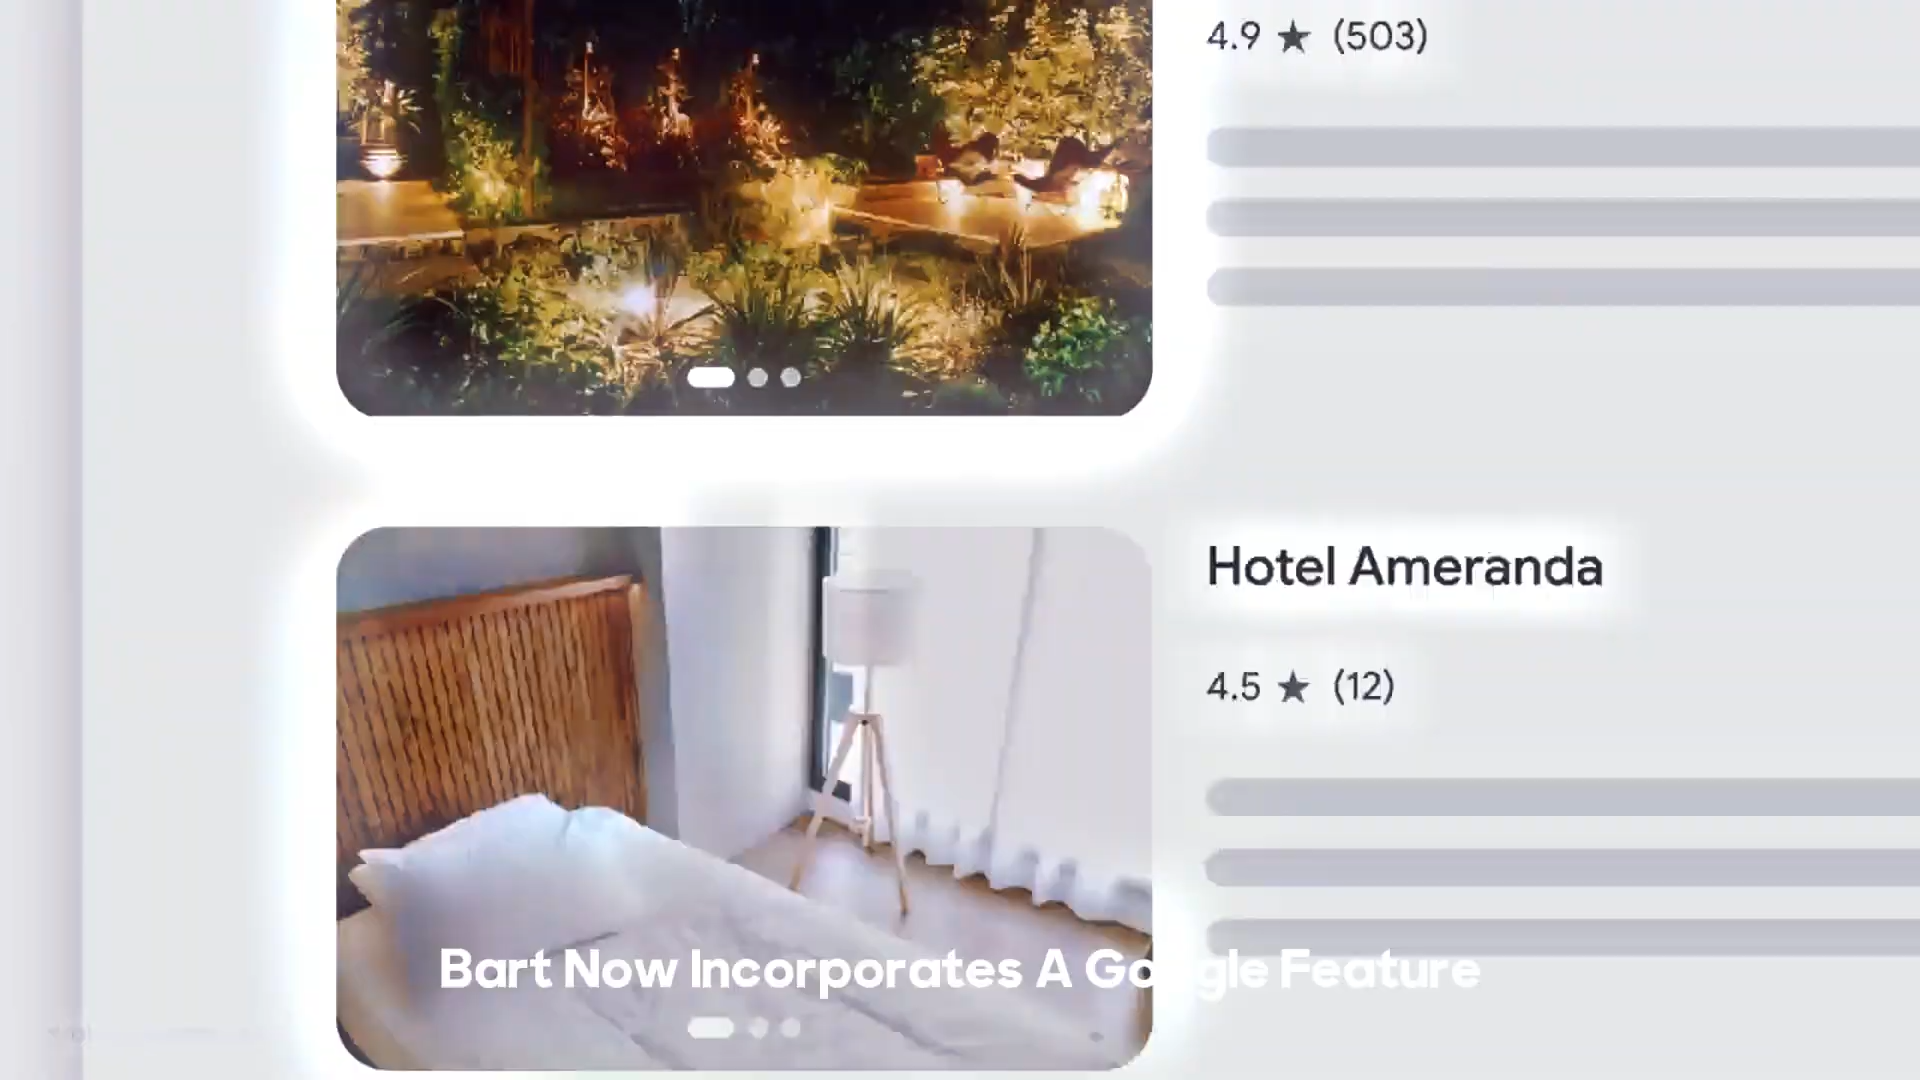 4.9 ★ (503)
Hotel Ameranda
4.5 ★ (12)
Bart Now Incorporates A Google Feature